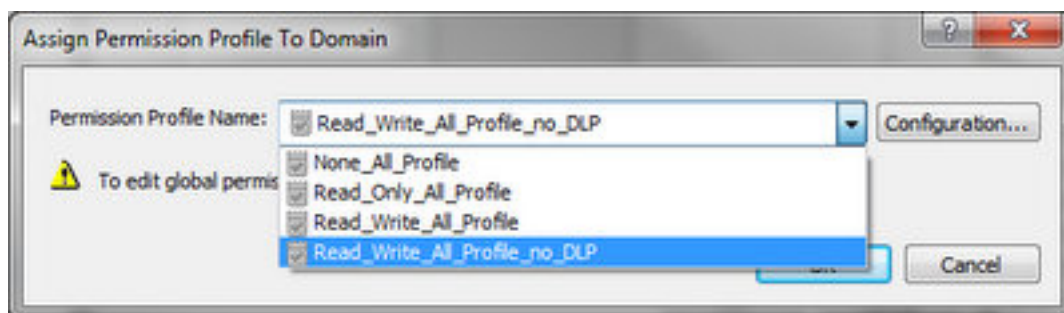 Assign Permission Profile To Domain
Permission Profile Name: Read_Write_All_Profile_no_DLP Configuration...
None_All_Profile
To edit global permis
Read_Only_All_Profile
Read_Write_All_Profile
Read_Write_All_Profile_no_DLP
Cancel